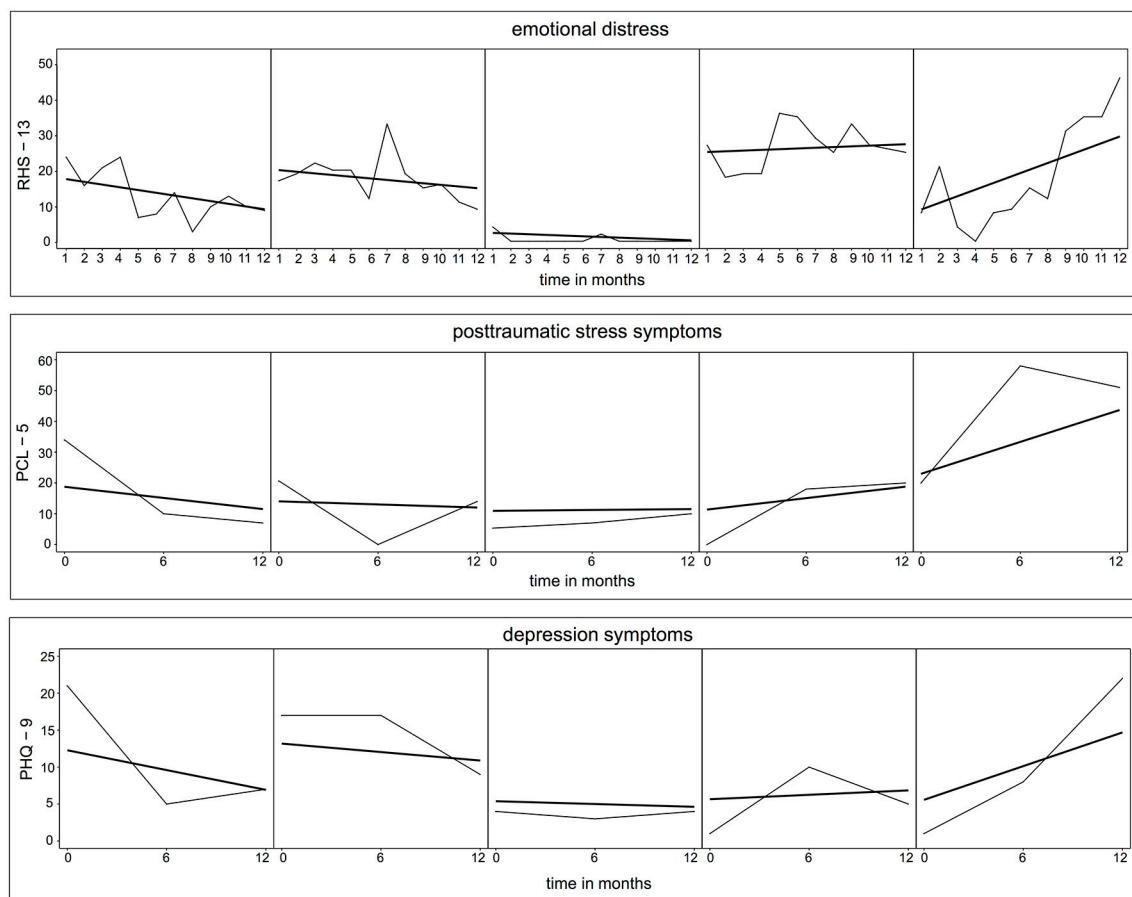 emotional distress
RHS – 13
50
40
30
20
10
0
1 2 3 4 5 6 7 8 9 10 11 12 1 2 3 4 5 6 7 8 9 10 11 12 1 2 3 4 5 6 7 8 9 10 11 12 1 2 3 4 5 6 7 8 9 10 11 12 1 2 3 4 5 6 7 8 9 10 11 12
time in months
posttraumatic stress symptoms
PCL – 5
60
50
40
30
20
10
0
0 6 12 0 6 12 0 6 12 0 6 12 0 6 12
time in months
depression symptoms
PHQ – 9
25
20
15
10
5
0
0 6 12 0 6 12 0 6 12 0 6 12 0 6 12
time in months